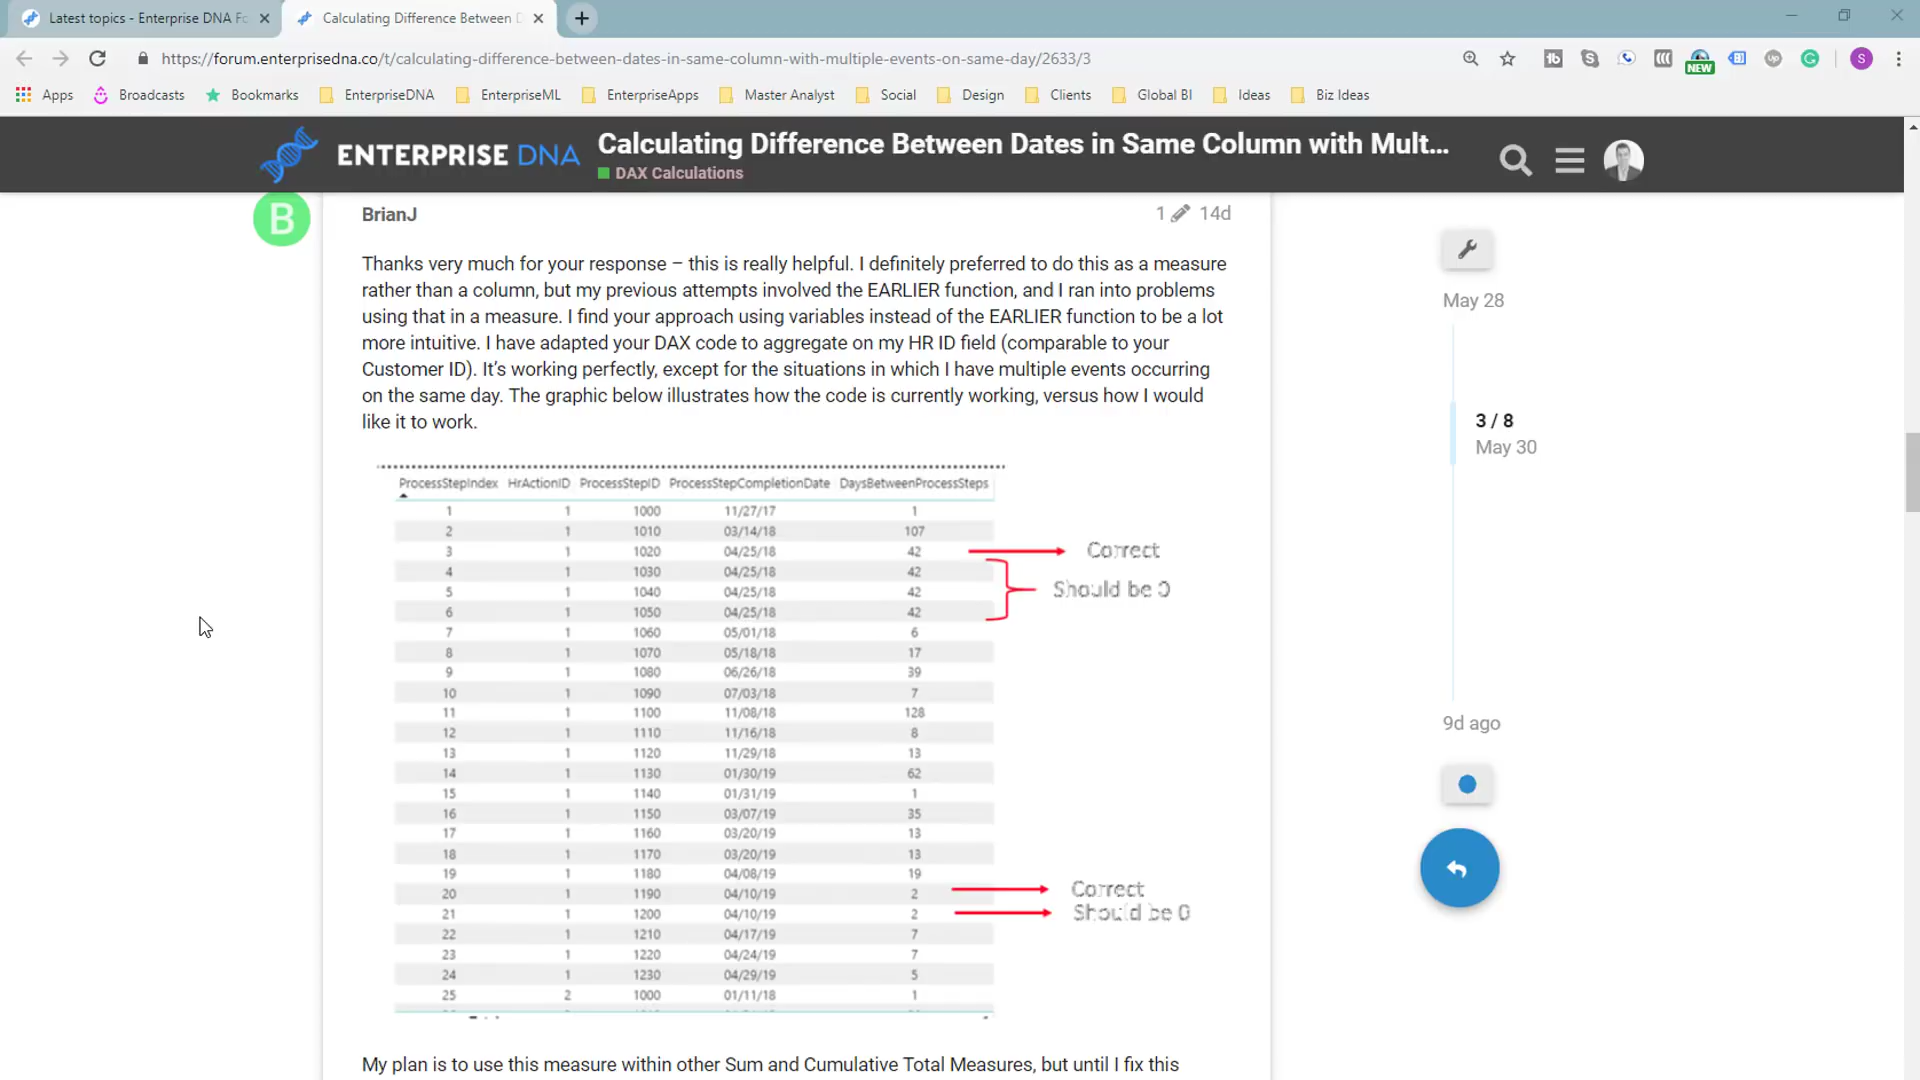 Latest topics - Enterprise DNA Fo
Calculating Difference Between D
https://forum.enterprisedna.co/t/calculating-difference-between-dates-in-same-column-with-multiple-events-on-same-day/2633/3
NEW
S
Apps
Broadcasts
Bookmarks
EnterpriseDNA
EnterpriseML
EnterpriseApps
Master Analyst
Social
Design
Clients
Global BI
Ideas
Biz Ideas
ENTERPRISE DNA
Calculating Difference Between Dates in Same Column with Mult...
DAX Calculations
B
BrianJ
1 14d
Thanks very much for your response – this is really helpful. I definitely preferred to do this as a measure
rather than a column, but my previous attempts involved the EARLIER function, and I ran into problems
using that in a measure. I find your approach using variables instead of the EARLIER function to be a lot
more intuitive. I have adapted your DAX code to aggregate on my HR ID field (comparable to your
Customer ID). It's working perfectly, except for the situations in which I have multiple events occurring
on the same day. The graphic below illustrates how the code is currently working, versus how I would
like it to work.
ProcessStepIndex HrActionID ProcessStepID ProcessStepCompletionDate DaysBetweenProcessSteps
1 1 1000 11/27/17 1
2 1 1010 03/14/18 107
3 1 1020 04/25/18 42 Correct
4 1 1030 04/25/18 42
5 1 1040 04/25/18 42 Should be 0
6 1 1050 04/25/18 42
7 1 1060 05/01/18 6
8 1 1070 05/18/18 17
9 1 1080 06/26/18 39
10 1 1090 07/03/18 7
11 1 1100 11/08/18 128
12 1 1110 11/16/18 8
13 1 1120 11/29/18 13
14 1 1130 01/30/19 62
15 1 1140 01/31/19 1
16 1 1150 03/07/19 35
17 1 1160 03/20/19 13
18 1 1170 03/20/19 13
19 1 1180 04/08/19 19
20 1 1190 04/10/19 2 Correct
21 1 1200 04/10/19 2 Should be 0
22 1 1210 04/17/19 7
23 1 1220 04/24/19 7
24 1 1230 04/29/19 5
25 2 1000 01/11/18 1
My plan is to use this measure within other Sum and Cumulative Total Measures, but until I fix this
May 28
3 / 8
May 30
9d ago